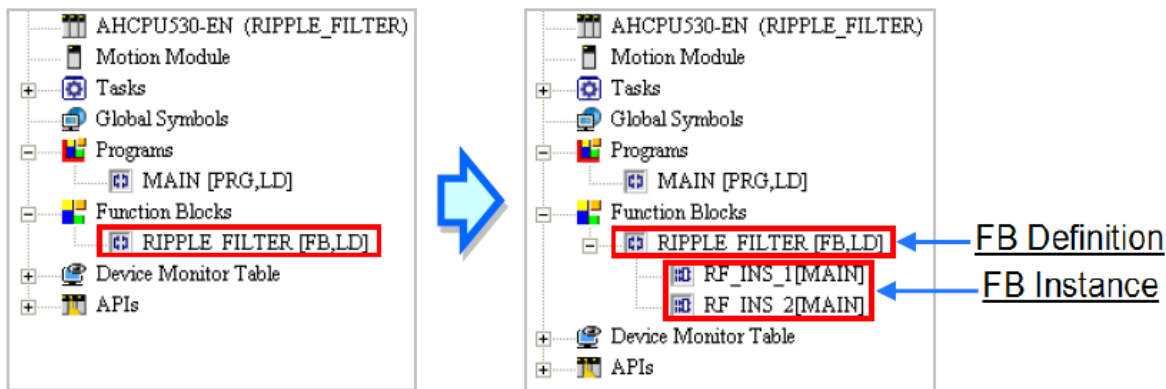 AHCPU530-EN (RIPPLE_FILTER)
Motion Module
Tasks
Global Symbols
Programs
MAIN [PRG,LD]
Function Blocks
RIPPLE_FILTER [FB,LD]
Device Monitor Table
APIs
AHCPU530-EN (RIPPLE_FILTER)
Motion Module
Tasks
Global Symbols
Programs
MAIN [PRG,LD]
Function Blocks
RIPPLE_FILTER [FB,LD]
RF_INS_1[MAIN]
RF_INS_2[MAIN]
Device Monitor Table
APIs
FB Definition
FB Instance